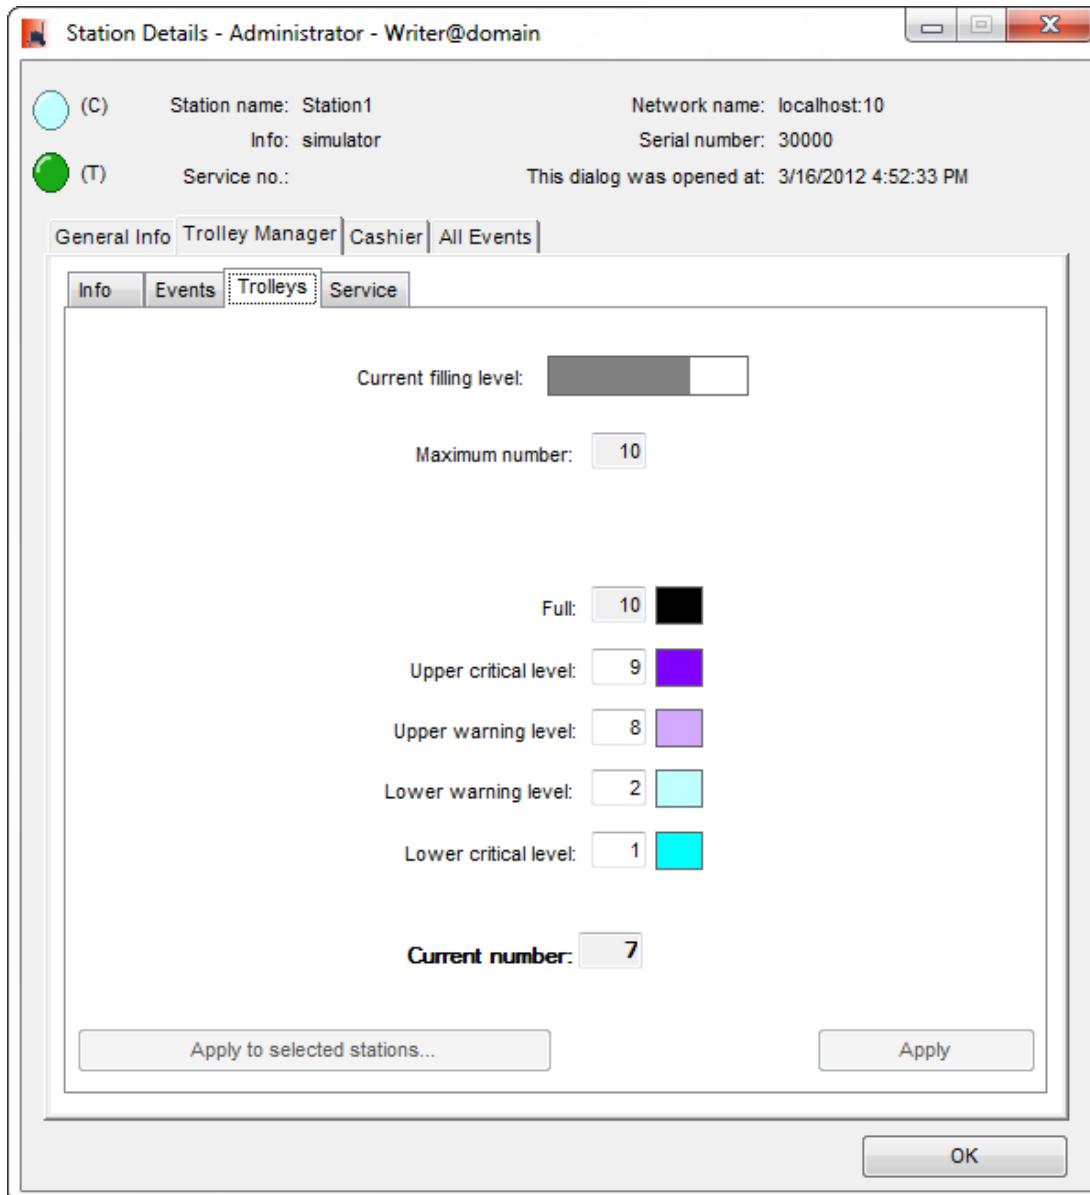 Station Details - Administrator - Writer@domain
(C) Station name: Station1 Network name: localhost:10
Info: simulator Serial number: 30000
(T) Service no.: This dialog was opened at: 3/16/2012 4:52:33 PM
General Info Trolley Manager Cashier All Events
Info Events Trolleys Service
Current filling level:
Maximum number: 10
Full: 10
Upper critical level: 9
Upper warning level: 8
Lower warning level: 2
Lower critical level: 1
Current number: 7
Apply to selected stations... Apply
OK